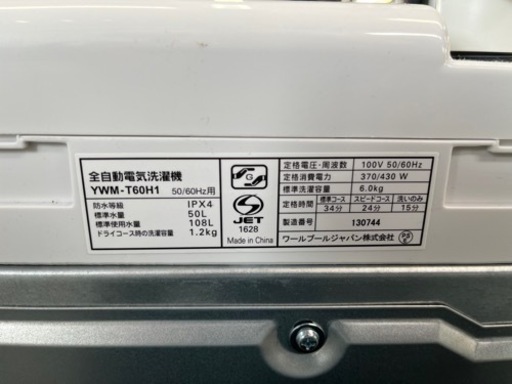 全自動電気洗濯機
YWM-T60H1 50/60Hz用
防水等級 IPX4
標準水量 50L
標準使用水量 108L
ドライコース時の洗濯容量 1.2kg
G
S
JET
1628
Made in China
定格電圧・周波数 100V 50/60Hz
定格消費電力 370/430 W
標準洗濯容量 6.0kg
標準コース スピードコース 洗いのみ
34分 24分 15分
製造番号 130744
ワールプールジャパン株式会社
PSE